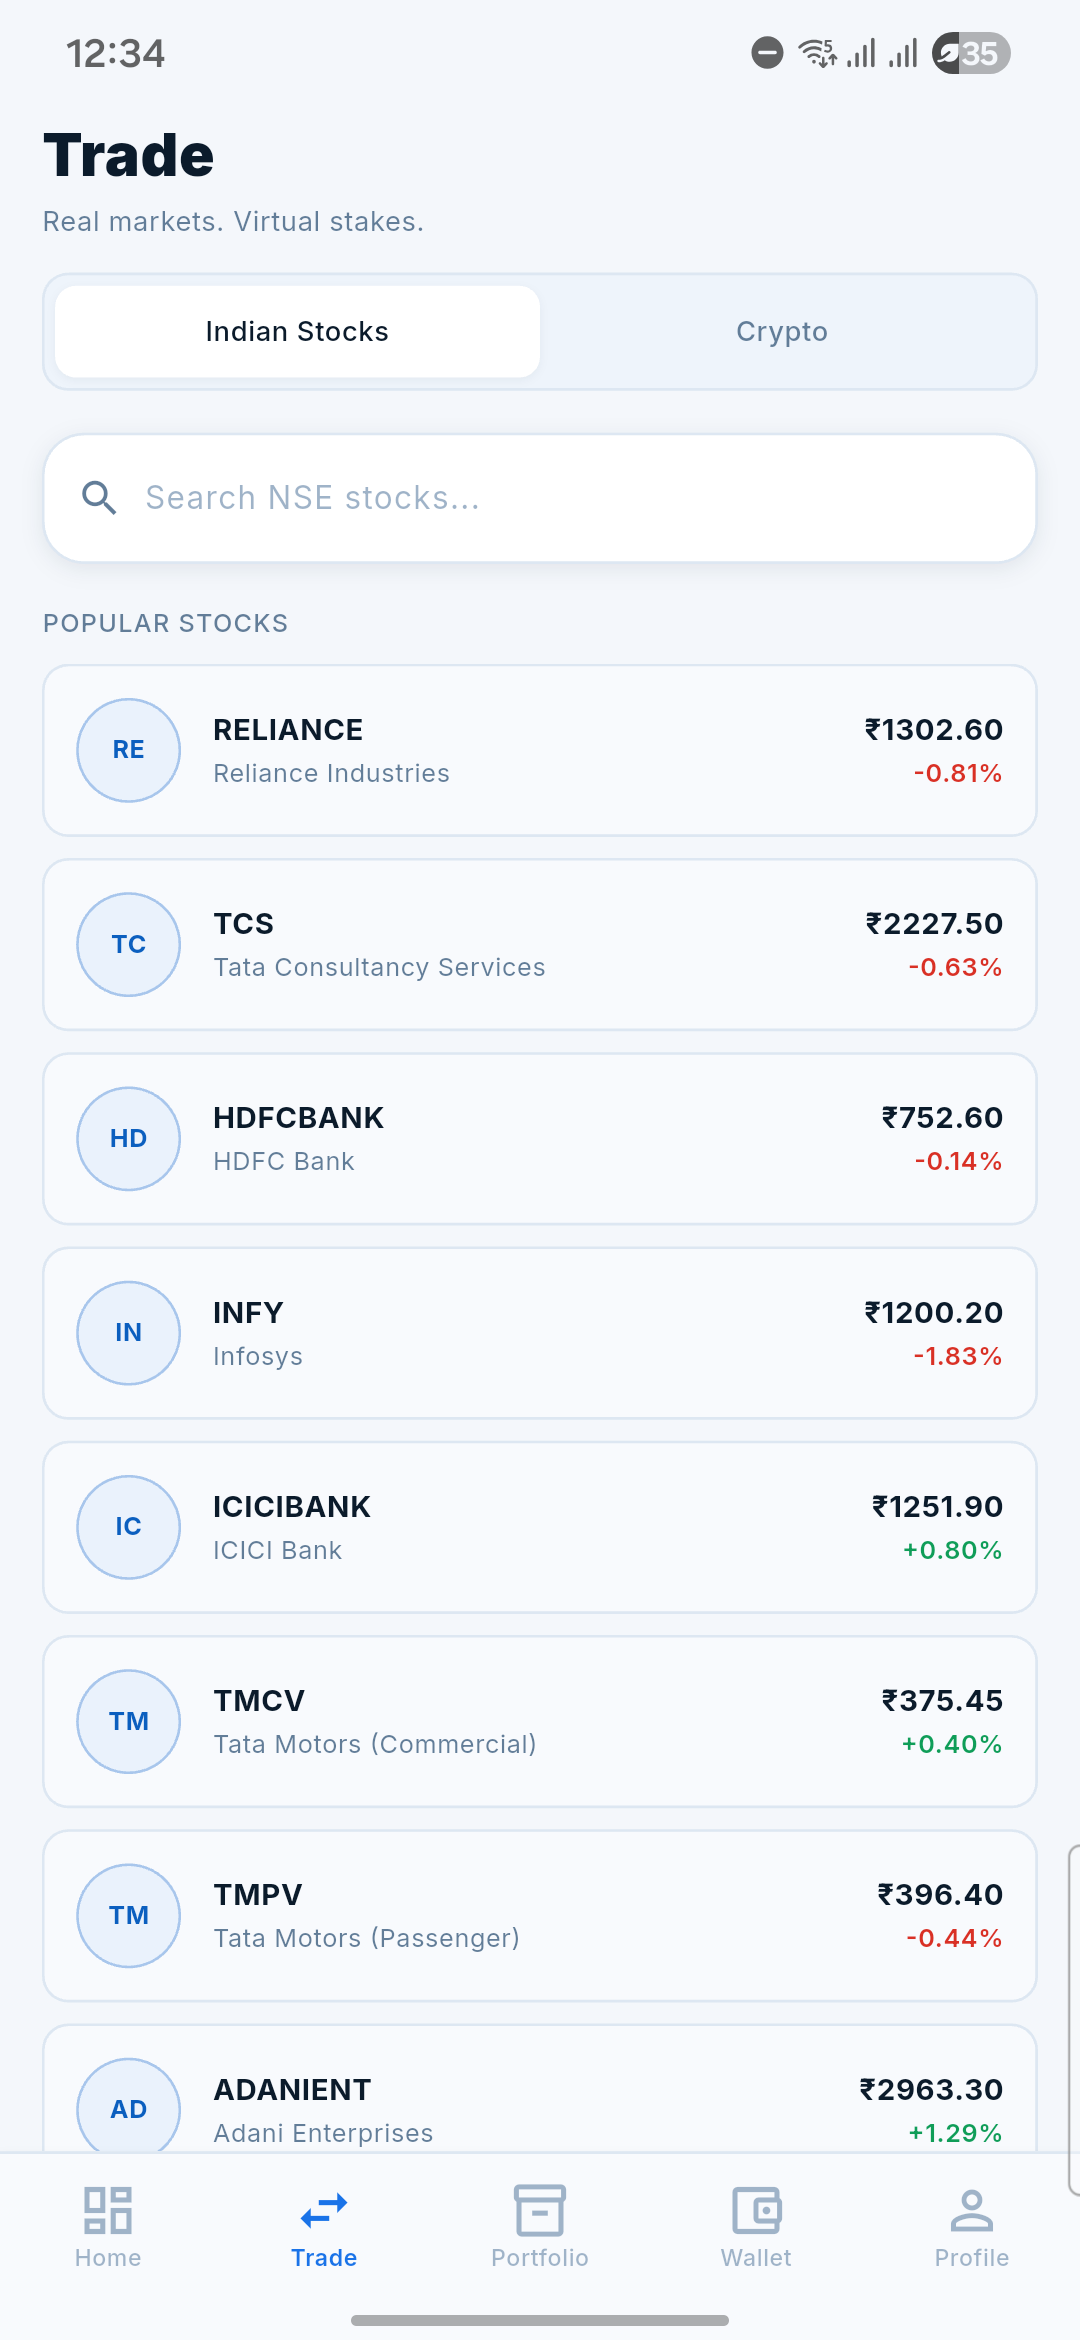 12:34
5
35
Trade
Real markets. Virtual stakes.
Indian Stocks
Crypto
Search NSE stocks...
POPULAR STOCKS
RE
RELIANCE
₹1302.60
Reliance Industries
-0.81%
TC
TCS
₹2227.50
Tata Consultancy Services
-0.63%
HD
HDFCBANK
₹752.60
HDFC Bank
-0.14%
IN
INFY
₹1200.20
Infosys
-1.83%
IC
ICICIBANK
₹1251.90
ICICI Bank
+0.80%
TM
TMCV
₹375.45
Tata Motors (Commercial)
+0.40%
TM
TMPV
₹396.40
Tata Motors (Passenger)
-0.44%
AD
ADANIENT
₹2963.30
Adani Enterprises
+1.29%
Home
Trade
Portfolio
Wallet
Profile